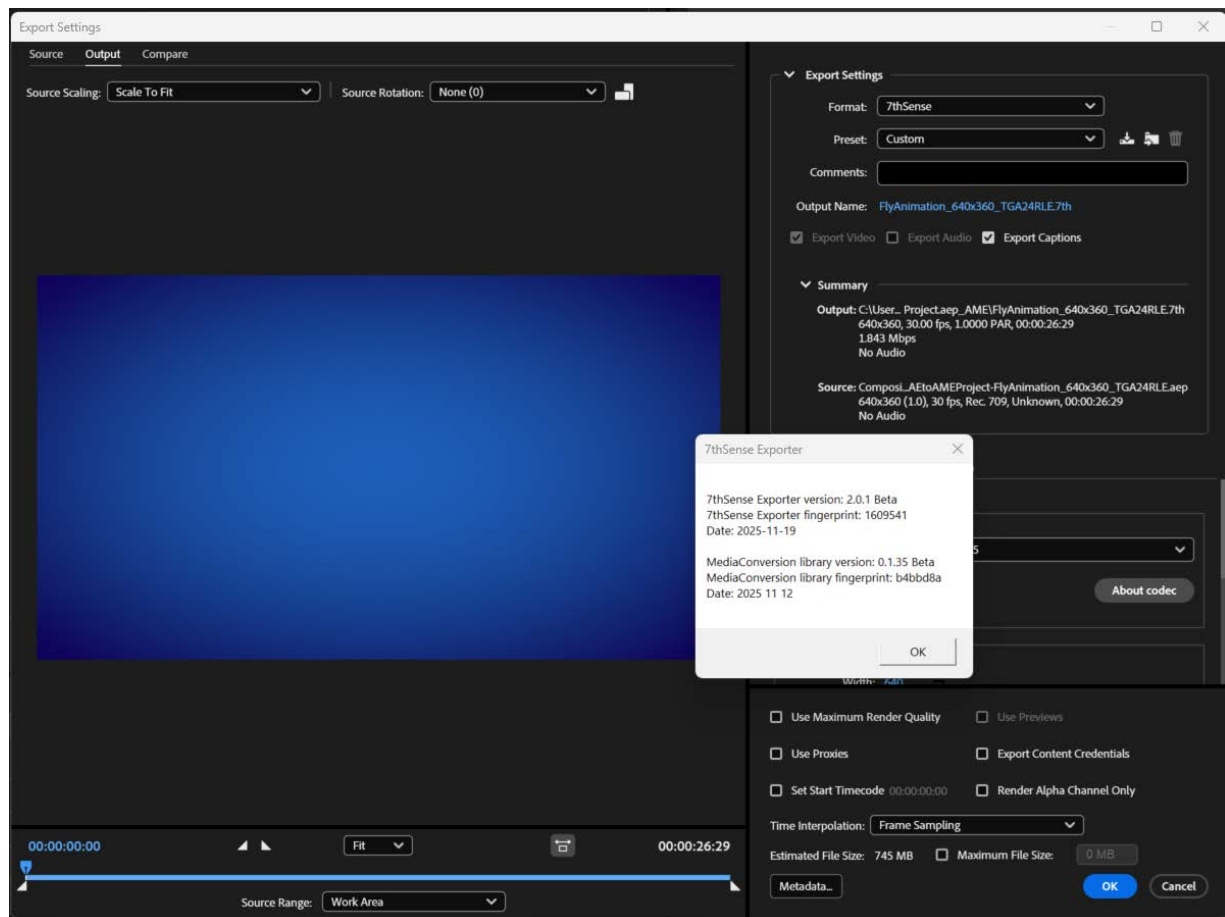 Export Settings
Source Output Compare
Source Scaling: Scale To Fit Source Rotation: None (0)
Export Settings
Format: 7thSense
Preset: Custom
Comments:
Output Name: FlyAnimation_640x360_TGA24RLE.7th
Export Video Export Audio Export Captions
Summary
Output: C:\User... Project.aep_AME\FlyAnimation_640x360_TGA24RLE.7th
640x360, 30.00 fps, 1.0000 PAR, 00:00:26:29
1.843 Mbps
No Audio
Source: Composi...AEtoAMEProject-FlyAnimation_640x360_TGA24RLE.aep
640x360 (1.0), 30 fps, Rec. 709, Unknown, 00:00:26:29
No Audio
7thSense Exporter
7thSense Exporter version: 2.0.1 Beta
7thSense Exporter fingerprint: 1609541
Date: 2025-11-19
MediaConversion library version: 0.1.35 Beta
MediaConversion library fingerprint: b4bbd8a
Date: 2025 11 12
OK
About codec
Width: 640
Use Maximum Render Quality Use Previews
Use Proxies Export Content Credentials
Set Start Timecode 00:00:00:00 Render Alpha Channel Only
Time Interpolation: Frame Sampling
Estimated File Size: 745 MB Maximum File Size: 0 MB
Metadata... OK Cancel
00:00:00:00 Fit 00:00:26:29
Source Range: Work Area